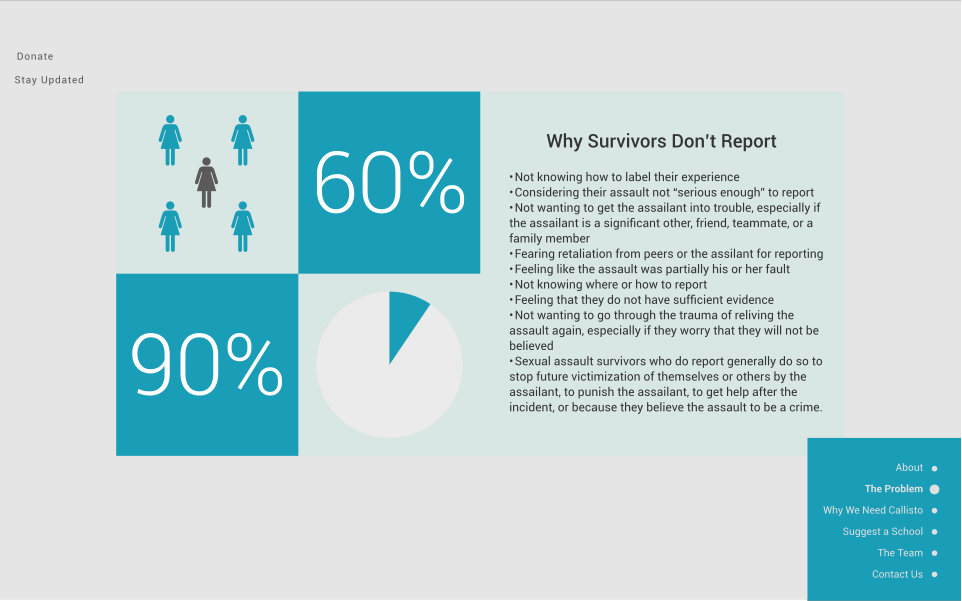 Donate
Stay Updated
60%
90%
Why Survivors Don't Report
•Not knowing how to label their experience
•Considering their assault not “serious enough” to report
•Not wanting to get the assailant into trouble, especially if
the assailant is a significant other, friend, teammate, or a
family member
•Fearing retaliation from peers or the assilant for reporting
•Feeling like the assault was partially his or her fault
•Not knowing where or how to report
•Feeling that they do not have sufficient evidence
•Not wanting to go through the trauma of reliving the
assault again, especially if they worry that they will not be
believed
•Sexual assault survivors who do report generally do so to
stop future victimization of themselves or others by the
assailant, to punish the assailant, to get help after the
incident, or because they believe the assault to be a crime.
About
The Problem
Why We Need Callisto
Suggest a School
The Team
Contact Us